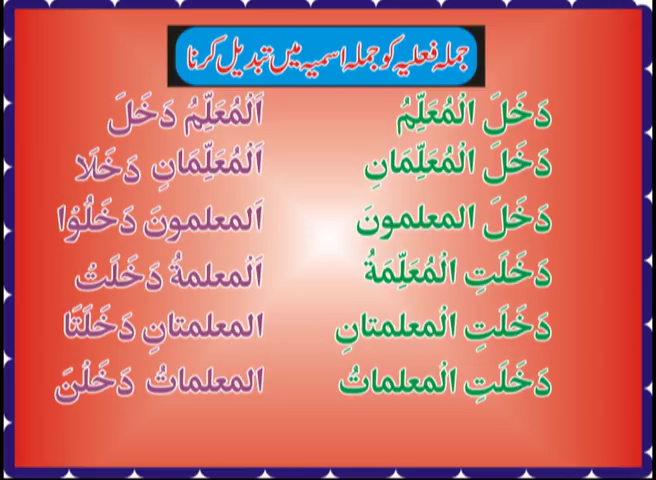 جملہ فعلیہ کو جملہ اسمیہ میں تبدیل کرنا
دَخَلَ الْمُعَلِّمُ اَلْمُعَلِّمُ دَخَلَ
دَخَلَ الْمُعَلِّمَانِ اَلْمُعَلِّمَانِ دَخَلَا
دَخَلَ المعلمونَ اَلمعلمونَ دَخَلُوْا
دَخَلَتِ الْمُعَلِّمَةُ اَلْمعلمةُ دَخَلَتْ
دَخَلَتِ الْمعلمتانِ المعلمتانِ دَخَلَتَا
دَخَلَتِ الْمعلماتُ المعلماتُ دَخَلْنَ